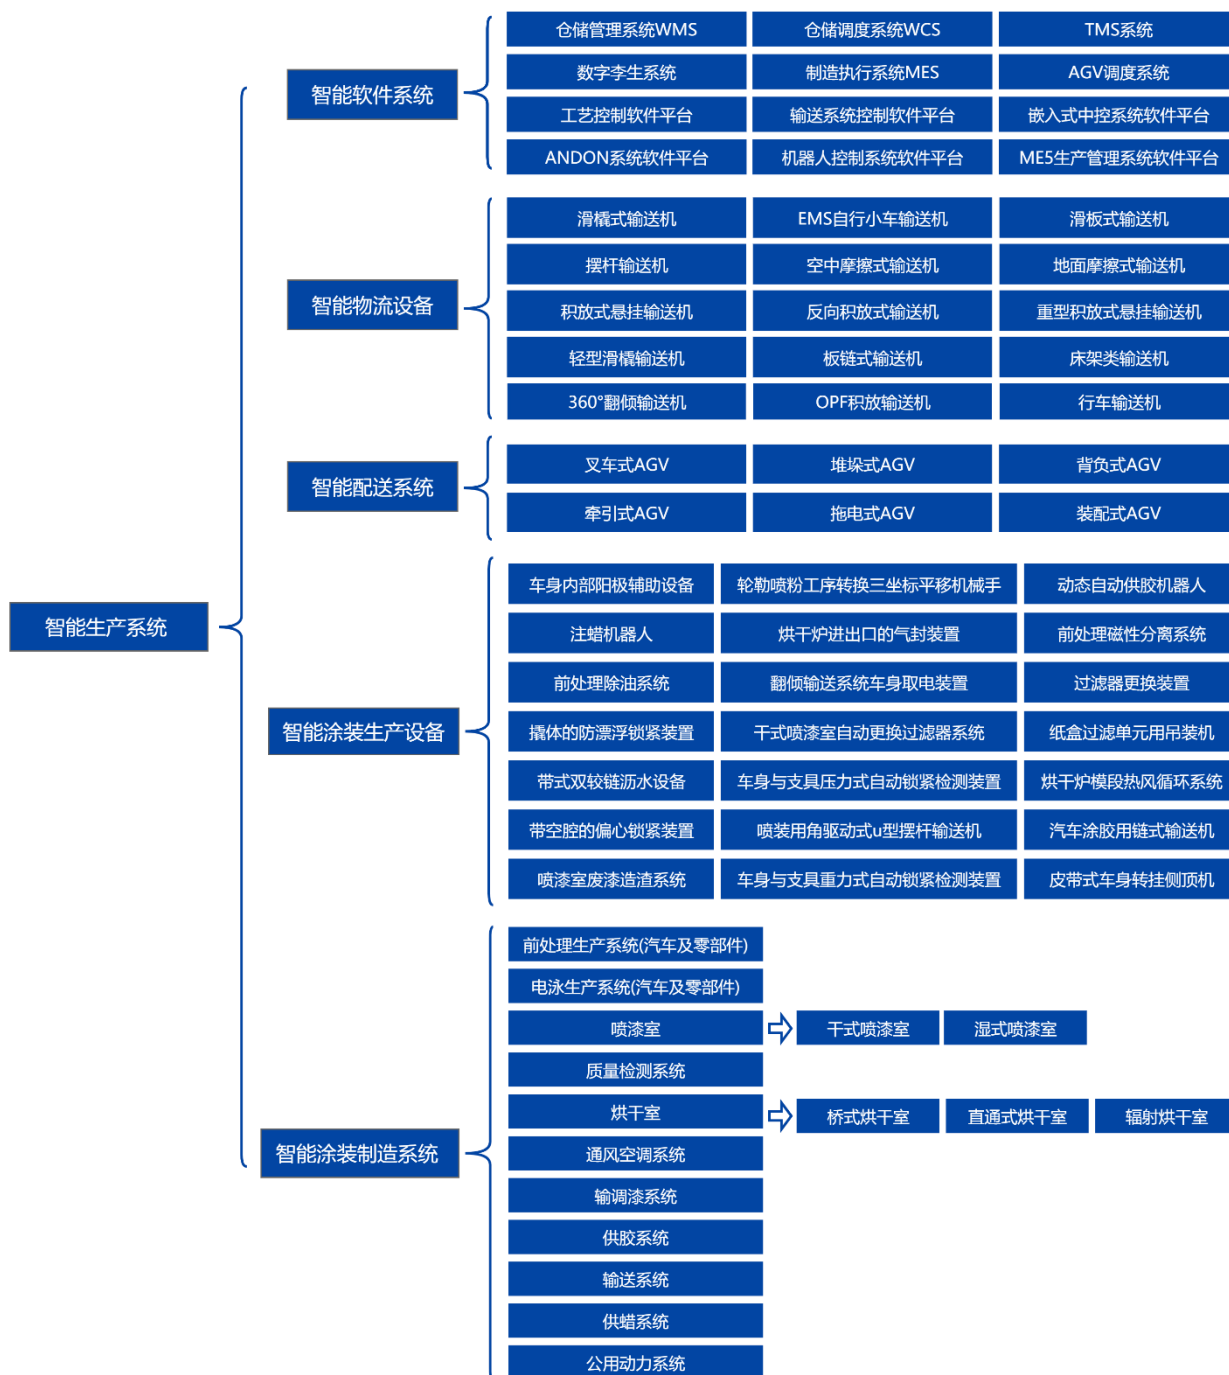 仓储管理系统WMS
仓储调度系统WCS
TMS系统
数字孪生系统
制造执行系统MES
AGV调度系统
智能软件系统
工艺控制软件平台
输送系统控制软件平台
嵌入式中控系统软件平台
ANDON系统软件平台
机器人控制系统软件平台
ME5生产管理系统软件平台
滑橇式输送机
EMS自行小车输送机
滑板式输送机
摆杆输送机
空中摩擦式输送机
地面摩擦式输送机
智能物流设备
积放式悬挂输送机
反向积放式输送机
重型积放式悬挂输送机
轻型滑橇输送机
板链式输送机
床架类输送机
360°翻倾输送机
OPF积放输送机
行车输送机
叉车式AGV
堆垛式AGV
背负式AGV
智能配送系统
牵引式AGV
拖电式AGV
装配式AGV
智能生产系统
车身内部阳极辅助设备
轮勒喷粉工序转换三坐标平移机械手
动态自动供胶机器人
注蜡机器人
烘干炉进出口的气封装置
前处理磁性分离系统
前处理除油系统
翻倾输送系统车身取电装置
过滤器更换装置
智能涂装生产设备
撬体的防漂浮锁紧装置
干式喷漆室自动更换过滤器系统
纸盒过滤单元用吊装机
带式双较链沥水设备
车身与支具压力式自动锁紧检测装置
烘干炉模段热风循环系统
带空腔的偏心锁紧装置
喷装用角驱动式u型摆杆输送机
汽车涂胶用链式输送机
喷漆室废漆造渣系统
车身与支具重力式自动锁紧检测装置
皮带式车身转挂侧顶机
前处理生产系统(汽车及零部件)
电泳生产系统(汽车及零部件)
喷漆室
干式喷漆室
湿式喷漆室
质量检测系统
烘干室
桥式烘干室
直通式烘干室
辐射烘干室
智能涂装制造系统
通风空调系统
输调漆系统
供胶系统
输送系统
供蜡系统
公用动力系统